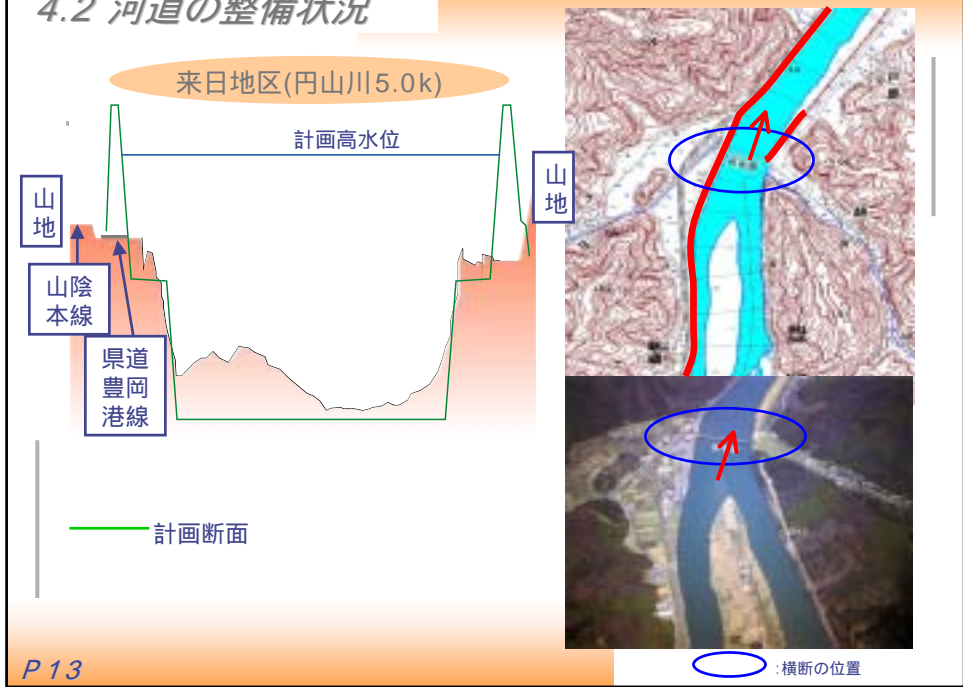 4.2 河道の整備状況
来日地区(円山川5.0k)
計画高水位
山
地
山
地
山陰
本線
県道
豊岡
港線
計画断面
:横断の位置
P13